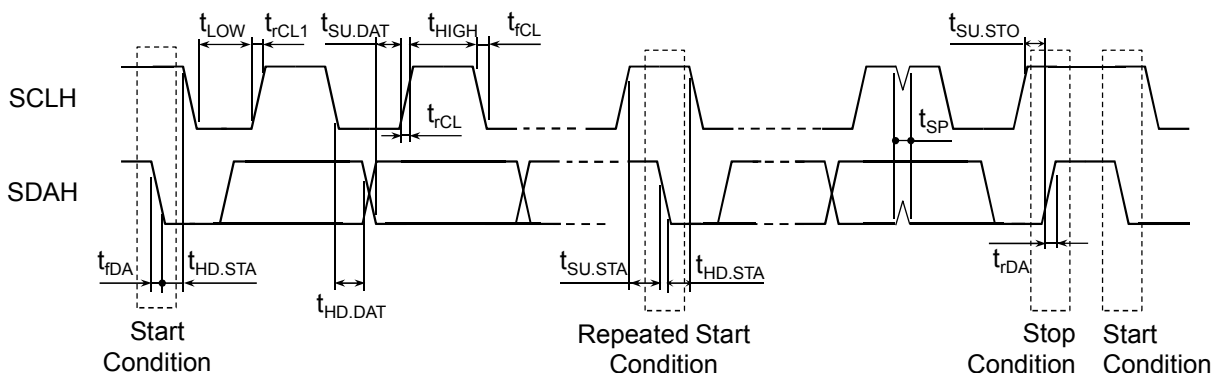 tLOW trCL1 tSU.DAT tHIGH tfCL tSU.STO
SCLH
trCL tSP
SDAH
tfDA tHD.STA tSU.STA tHD.STA trDA
tHD.DAT
Start
Condition
Repeated Start
Condition
Stop
Condition
Start
Condition